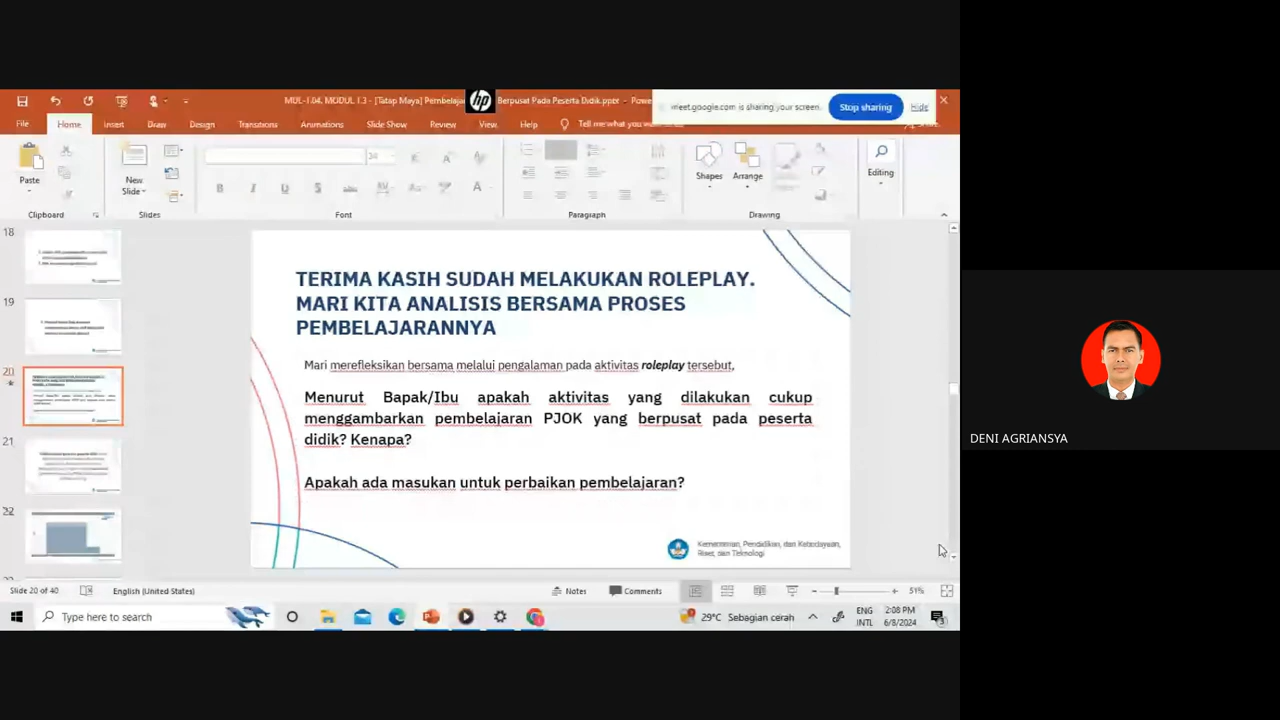 MUL-T.04. MODUL 1.3 - [Tatap Maya] Pembelajar
Berpusat Pada Peserta Didik.pptx - Powe
meet.google.com is sharing your screen.
Stop sharing
Hide
File Home Insert Draw Design Transitions Animations Slide Show Review View Help Tell me what you
Paste
New
Slide
Shapes
Arrange
Editing
Clipboard
Slides
Font
Paragraph
Drawing
18
19
20
21
22
TERIMA KASIH SUDAH MELAKUKAN ROLEPLAY.
MARI KITA ANALISIS BERSAMA PROSES
PEMBELAJARANNYA
Mari merefleksikan bersama melalui pengalaman pada aktivitas roleplay tersebut,
Menurut Bapak/Ibu apakah aktivitas yang dilakukan cukup
menggambarkan pembelajaran PJOK yang berpusat pada peserta
didik? Kenapa?
Apakah ada masukan untuk perbaikan pembelajaran?
Kementerian, Pendidikan, dan Kebudayaan,
Riset, dan Teknologi
DENI AGRIANSYA
Slide 20 of 40
English (United States)
Notes
Comments
51%
Type here to search
29°C Sebagian cerah
ENG
INTL
2:08 PM
6/8/2024
hp